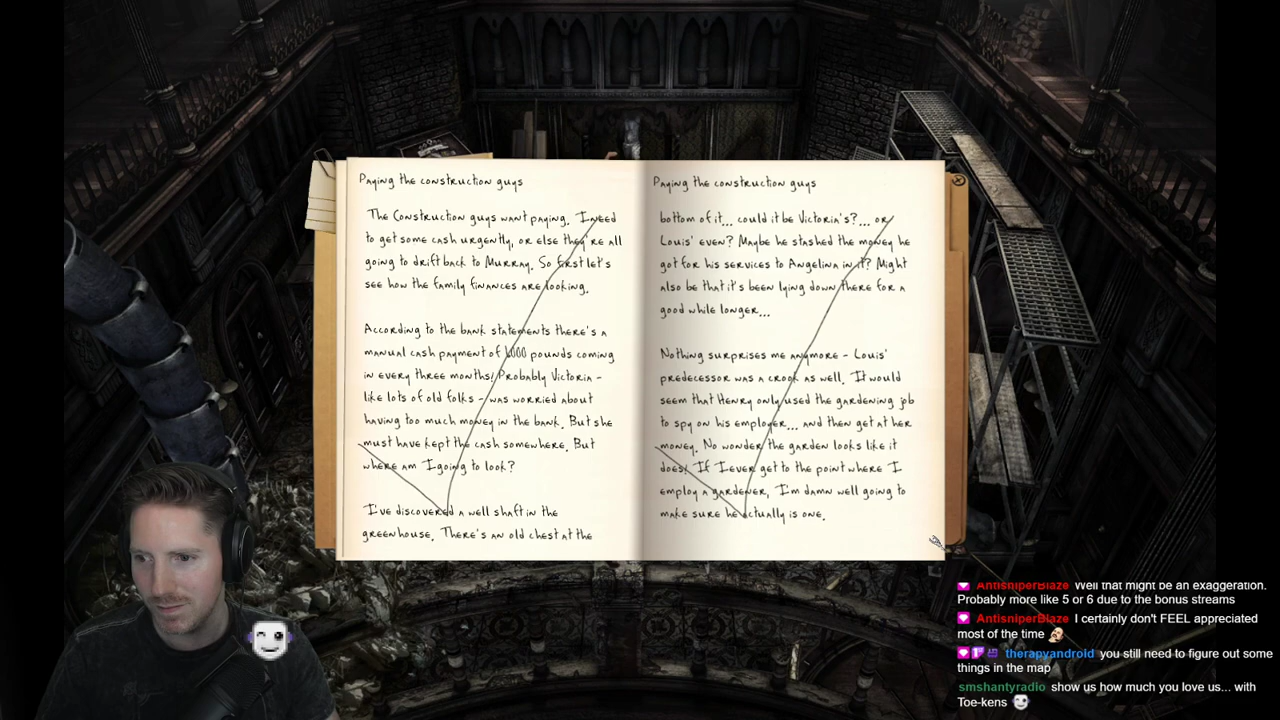 Paying the construction guys
The Construction guys want paying. I need
to get some cash urgently, or else they're all
going to drift back to Murray. So first let's
see how the family finances are looking.
According to the bank statements there's a
manual cash payment of 1,000 pounds coming
in every three months! Probably Victoria -
like lots of old folks - was worried about
having too much money in the bank. But she
must have kept the cash somewhere. But
where am I going to look?
I've discovered a well shaft in the
greenhouse. There's an old chest at the
Paying the construction guys
bottom of it... could it be Victoria's?... or
Louis' even? Maybe he stashed the money he
got for his services to Angelina in it? Might
also be that it's been lying down there for a
good while longer...
Nothing surprises me anymore - Louis'
predecessor was a crook as well. It would
seem that Henry only used the gardening job
to spy on his employer... and then get at her
money. No wonder the garden looks like it
does! If I ever get to the point where I
employ a gardener, I'm damn well going to
make sure he actually is one.
AntisniperBlaze Well that might be an exaggeration.
Probably more like 5 or 6 due to the bonus streams
AntisniperBlaze I certainly don't FEEL appreciated
most of the time
therapyandroid you still need to figure out some
things in the map
smshantyradio show us how much you love us... with
Toe-kens